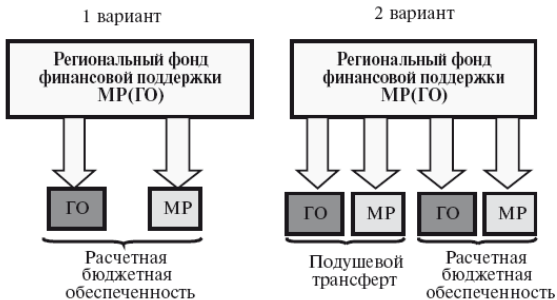 1 вариант
Региональный фонд
финансовой поддержки
МР(ГО)
ГО
МР
Расчетная
бюджетная
обеспеченность
2 вариант
Региональный фонд
финансовой поддержки
МР(ГО)
ГО
МР
ГО
МР
Подушевой
трансферт
Расчетная
бюджетная
обеспеченность